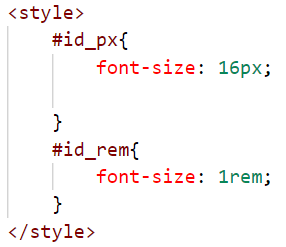 <style>
#id_px{
font-size: 16px;
}
#id_rem{
font-size: 1rem;
}
</style>